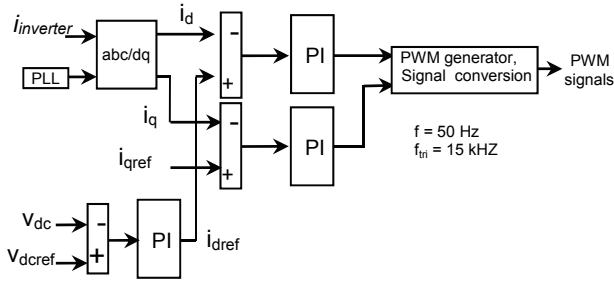 i_inverter
PLL
abc/dq
i_d
-
+
PI
PWM generator,
Signal conversion
PWM
signals
i_q
i_qref
-
+
PI
f = 50 Hz
f_tri = 15 kHZ
v_dc
v_dcref
-
+
PI
i_dref